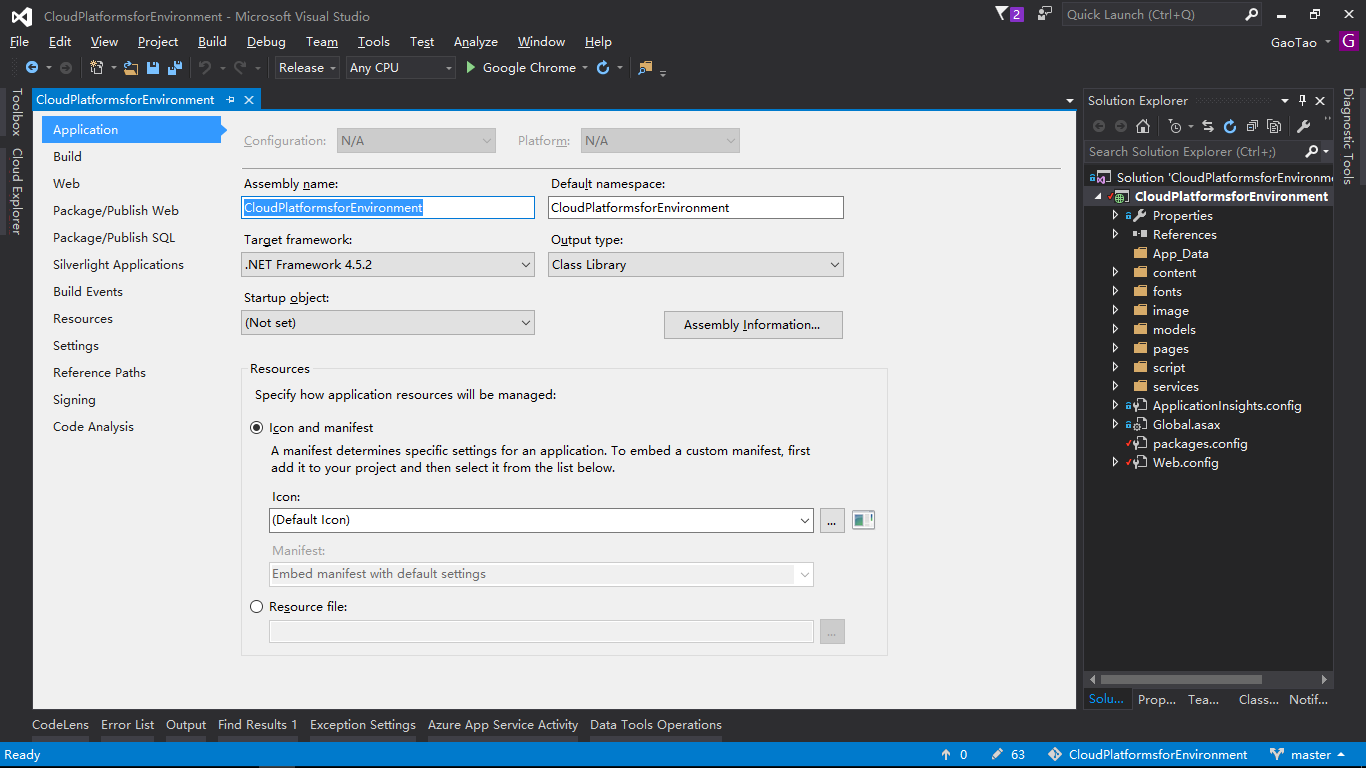 CloudPlatformsforEnvironment - Microsoft Visual Studio
2
Quick Launch (Ctrl+Q)
File Edit View Project Build Debug Team Tools Test Analyze Window Help
GaoTao G
Release Any CPU Google Chrome
Toolbox
Cloud Explorer
CloudPlatformsforEnvironment
Application
Build
Web
Package/Publish Web
Package/Publish SQL
Silverlight Applications
Build Events
Resources
Settings
Reference Paths
Signing
Code Analysis
Configuration: N/A Platform: N/A
Assembly name: Default namespace:
CloudPlatformsforEnvironment CloudPlatformsforEnvironment
Target framework: Output type:
.NET Framework 4.5.2 Class Library
Startup object:
(Not set) Assembly Information...
Resources
Specify how application resources will be managed:
Icon and manifest
A manifest determines specific settings for an application. To embed a custom manifest, first
add it to your project and then select it from the list below.
Icon:
(Default Icon) ...
Manifest:
Embed manifest with default settings
Resource file:
...
Solution Explorer
Search Solution Explorer (Ctrl+;)
Solution 'CloudPlatformsforEnvironme
CloudPlatformsforEnvironment
Properties
References
App_Data
content
fonts
image
models
pages
script
services
ApplicationInsights.config
Global.asax
packages.config
Web.config
Solu... Prop... Tea... Class... Notif...
Diagnostic Tools
CodeLens Error List Output Find Results 1 Exception Settings Azure App Service Activity Data Tools Operations
Ready 0 63 CloudPlatformsforEnvironment master